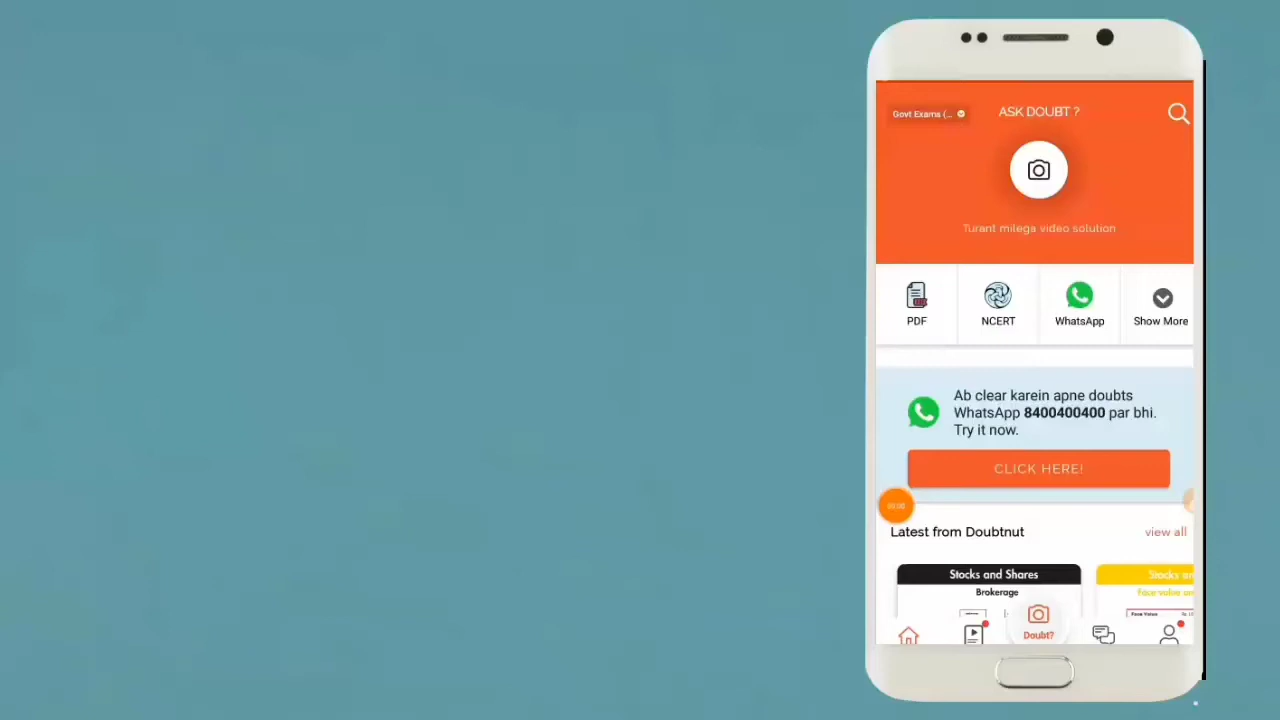 Govt Exams (...
ASK DOUBT ?
Turant milega video solution
PDF
NCERT
WhatsApp
Show More
Ab clear karein apne doubts
WhatsApp 8400400400 par bhi.
Try it now.
CLICK HERE!
Latest from Doubtnut
view all
Stocks and Shares
Brokerage
Stocks an
Face value an
Face Value
Doubt?